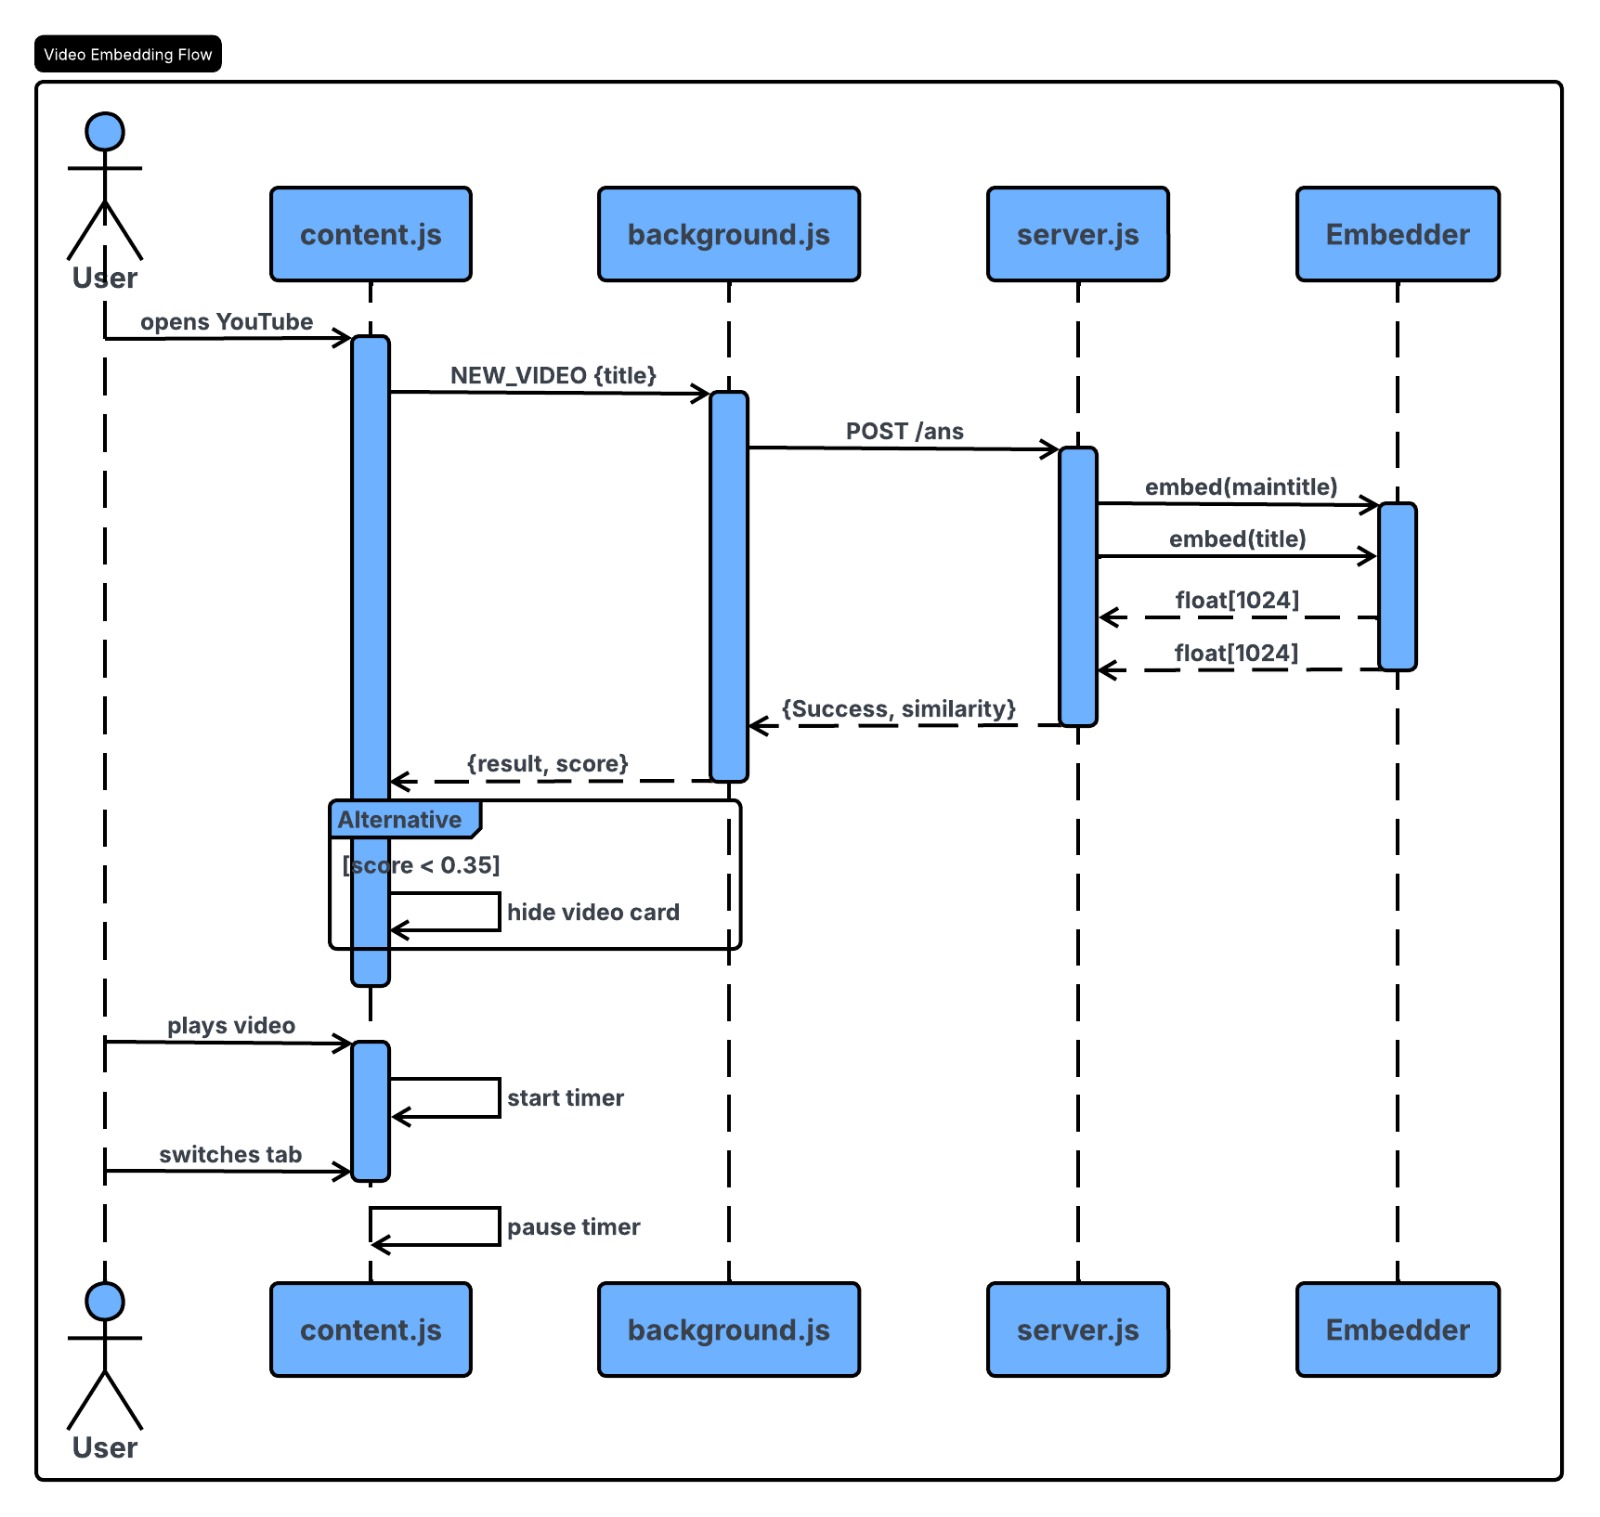 Video Embedding Flow
User
content.js
background.js
server.js
Embedder
opens YouTube
NEW_VIDEO {title}
POST /ans
embed(maintitle)
embed(title)
float[1024]
float[1024]
{Success, similarity}
{result, score}
Alternative
[score < 0.35]
hide video card
plays video
start timer
switches tab
pause timer
content.js
background.js
server.js
Embedder
User